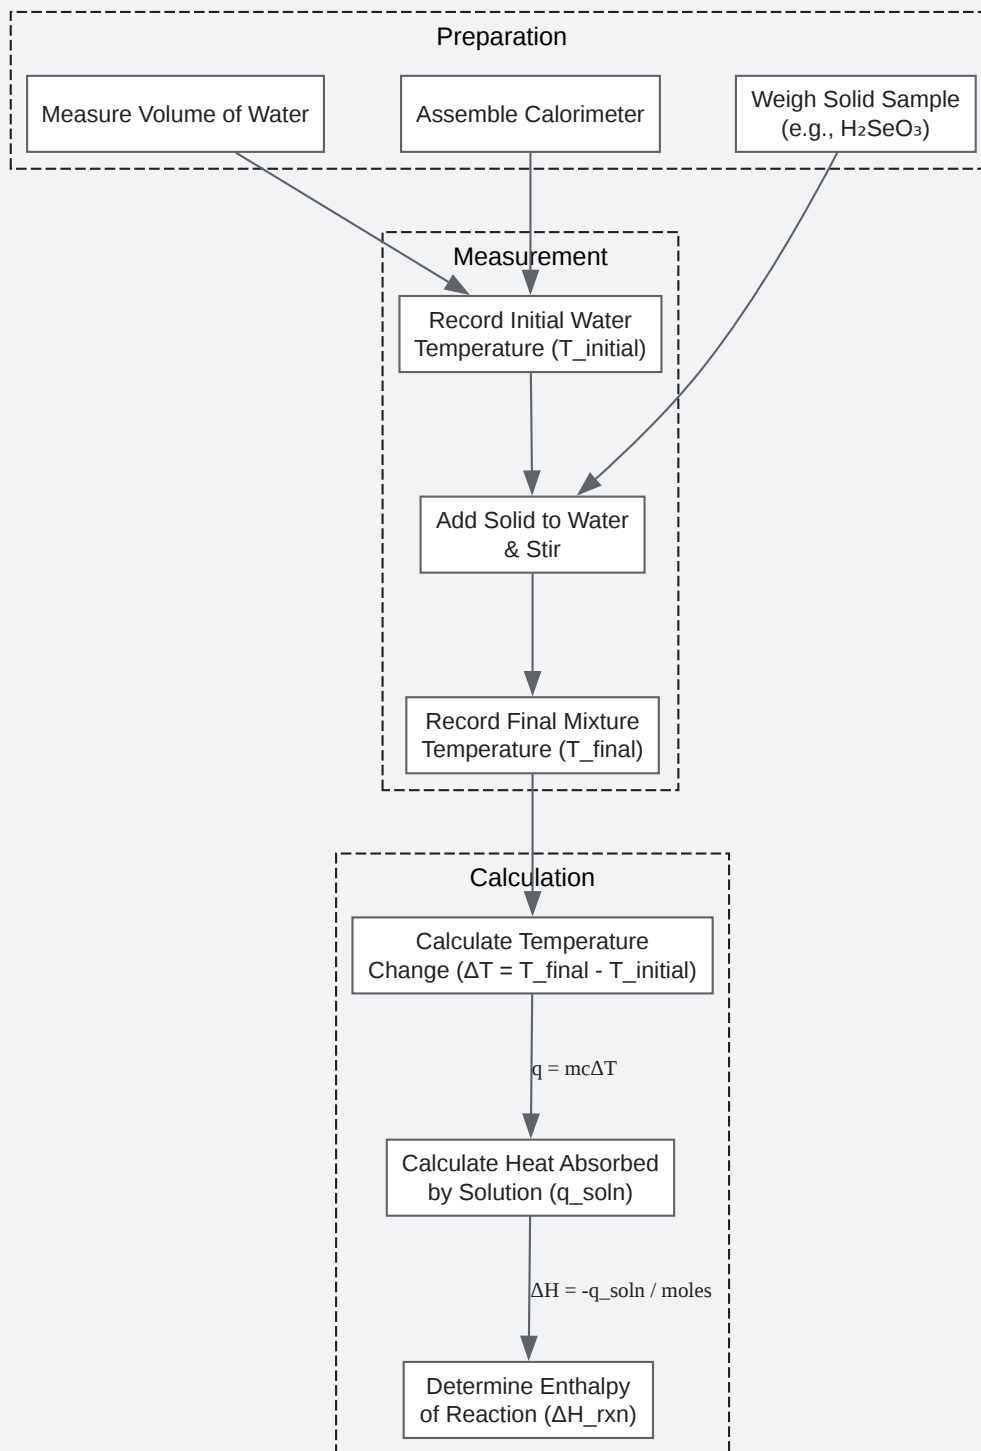 Preparation
Measure Volume of Water
Assemble Calorimeter
Weigh Solid Sample
(e.g., H₂SeO₃)
Measurement
Record Initial Water
Temperature (T_initial)
Add Solid to Water
& Stir
Record Final Mixture
Temperature (T_final)
Calculation
Calculate Temperature
Change (ΔT = T_final - T_initial)
q = mcΔT
Calculate Heat Absorbed
by Solution (q_soln)
ΔH = -q_soln / moles
Determine Enthalpy
of Reaction (ΔH_rxn)